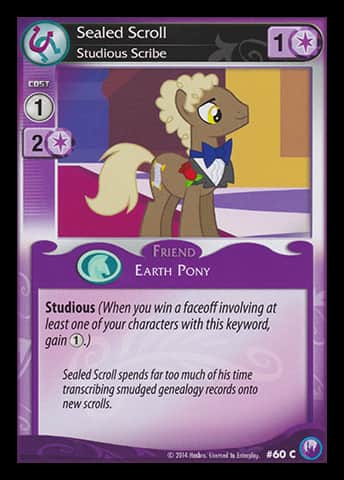 Sealed Scroll
Studious Scribe
1
COST
1
2
FRIEND
EARTH PONY
Studious (When you win a faceoff involving at
least one of your characters with this keyword,
gain 1.)
Sealed Scroll spends far too much of his time
transcribing smudged genealogy records onto
new scrolls.
© 2014 Hasbro. Licensed to Enterplay.
#60 C